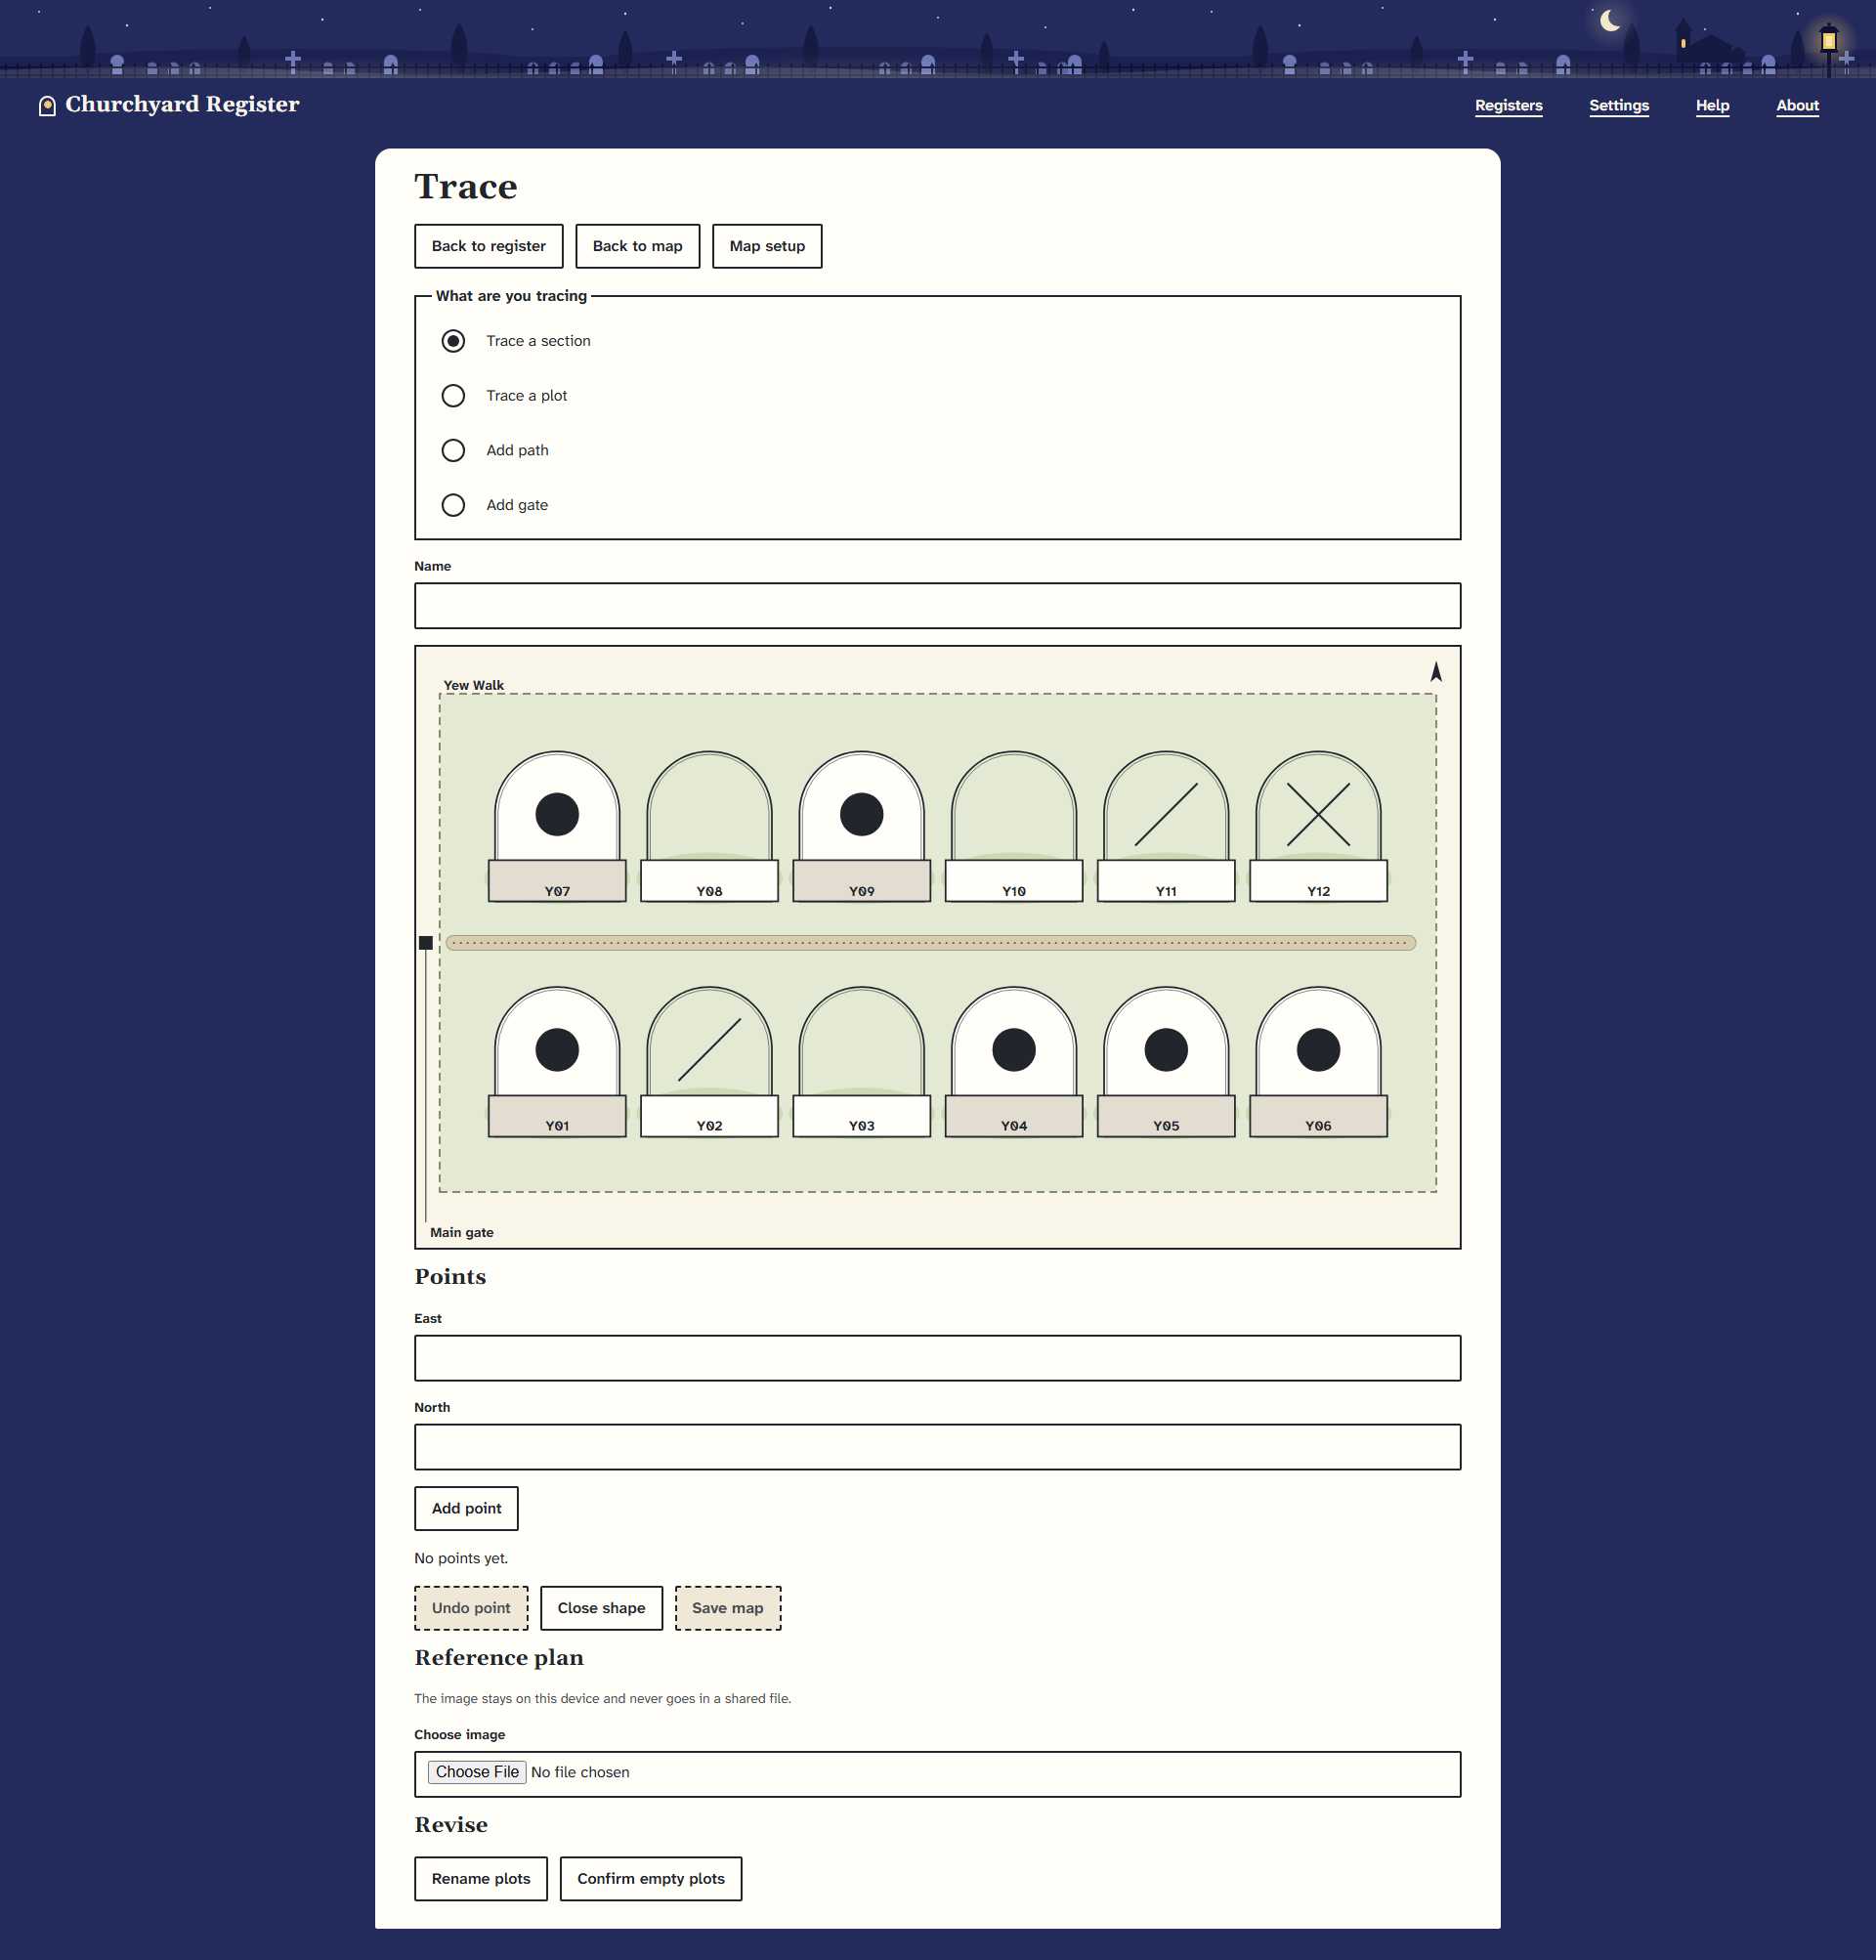 Churchyard Register
Registers Settings Help About
Trace
Back to register Back to map Map setup
What are you tracing
Trace a section
Trace a plot
Add path
Add gate
Name
Yew Walk
Y07 Y08 Y09 Y10 Y11 Y12
Y01 Y02 Y03 Y04 Y05 Y06
Main gate
Points
East
North
Add point
No points yet.
Undo point Close shape Save map
Reference plan
The image stays on this device and never goes in a shared file.
Choose image
Choose File No file chosen
Revise
Rename plots Confirm empty plots